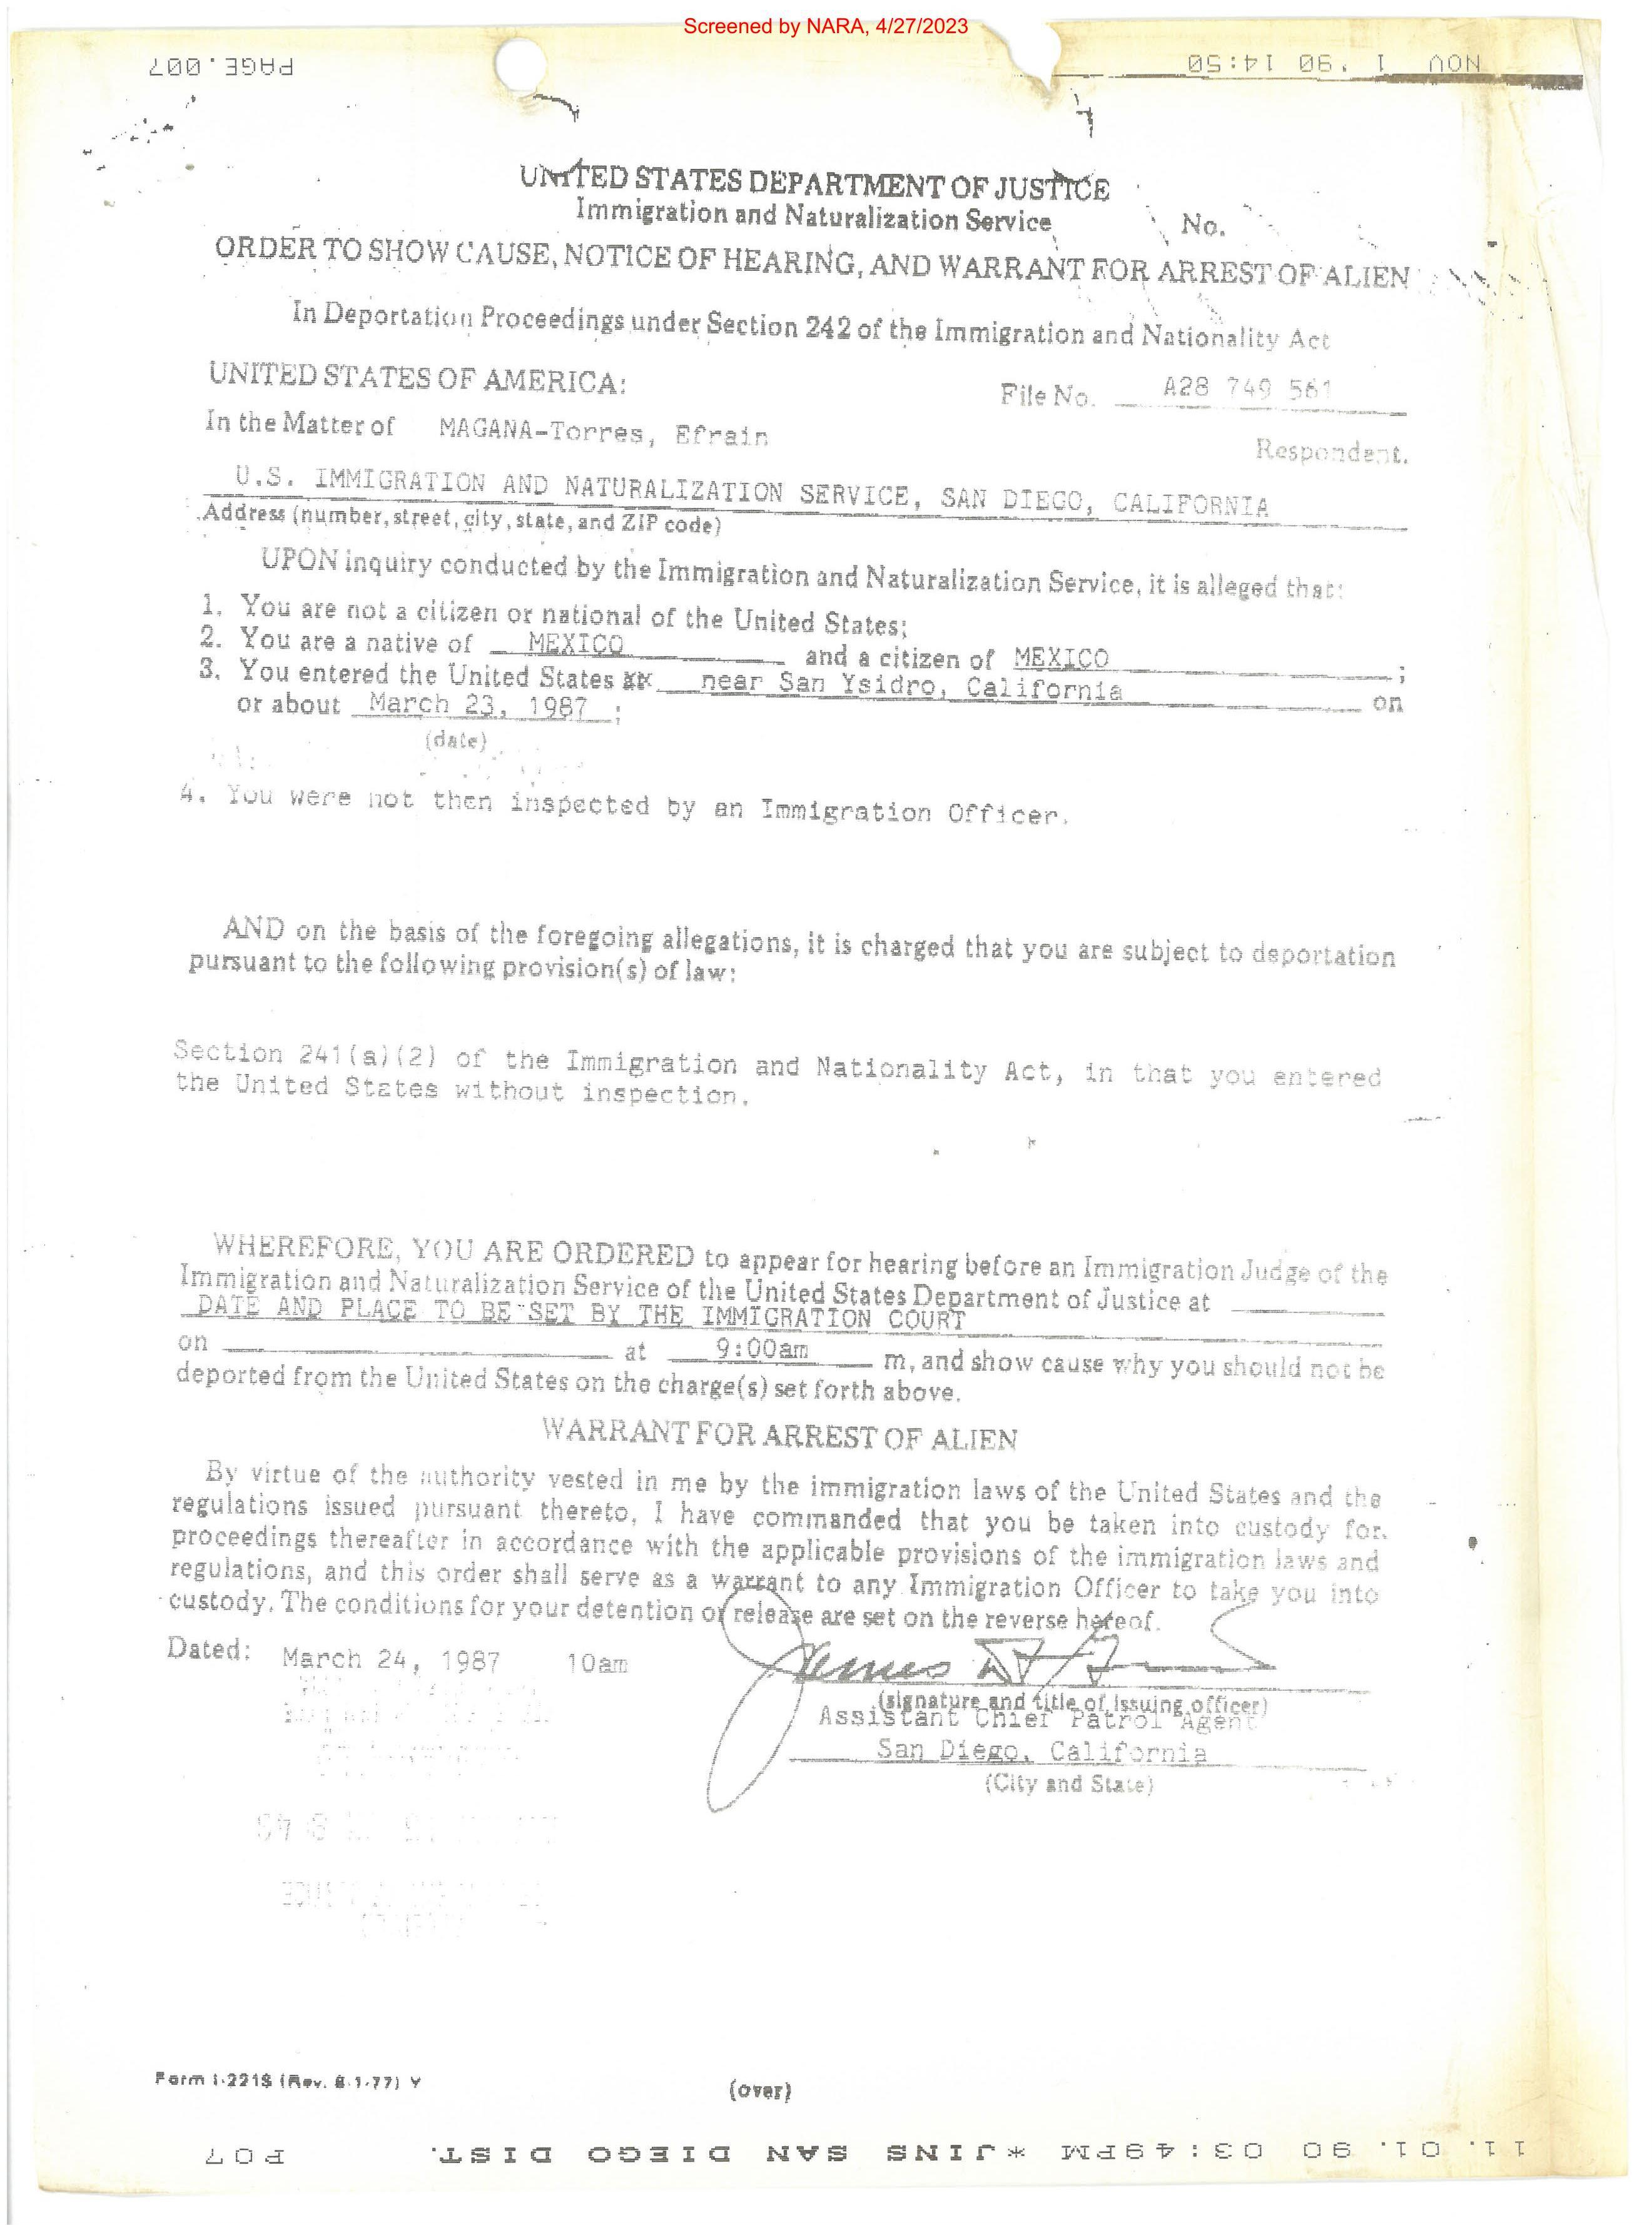 Screened by NARA, 4/27/2023
PAGE.007
NOV 1 '90 14:50
UNITED STATES DEPARTMENT OF JUSTICE
Immigration and Naturalization Service
No.
ORDER TO SHOW CAUSE, NOTICE OF HEARING, AND WARRANT FOR ARREST OF ALIEN
In Deportation Proceedings under Section 242 of the Immigration and Nationality Act
UNITED STATES OF AMERICA:
File No. A28 749 561
In the Matter of MAGANA-Torres, Efrain
Respondent.
U.S. IMMIGRATION AND NATURALIZATION SERVICE, SAN DIEGO, CALIFORNIA
Address (number, street, city, state, and ZIP code)
UPON inquiry conducted by the Immigration and Naturalization Service, it is alleged that:
1. You are not a citizen or national of the United States;
2. You are a native of MEXICO and a citizen of MEXICO ;
3. You entered the United States at near San Ysidro, California on
or about March 23, 1987 ;
(date)
4. You were not then inspected by an Immigration Officer.
AND on the basis of the foregoing allegations, it is charged that you are subject to deportation
pursuant to the following provision(s) of law:
Section 241(a)(2) of the Immigration and Nationality Act, in that you entered
the United States without inspection.
WHEREFORE, YOU ARE ORDERED to appear for hearing before an Immigration Judge of the
Immigration and Naturalization Service of the United States Department of Justice at
DATE AND PLACE TO BE SET BY THE IMMIGRATION COURT
on at 9:00am m, and show cause why you should not be
deported from the United States on the charge(s) set forth above.
WARRANT FOR ARREST OF ALIEN
By virtue of the authority vested in me by the immigration laws of the United States and the
regulations issued pursuant thereto, I have commanded that you be taken into custody for
proceedings thereafter in accordance with the applicable provisions of the immigration laws and
regulations, and this order shall serve as a warrant to any Immigration Officer to take you into
custody. The conditions for your detention or release are set on the reverse hereof.
Dated: March 24, 1987 10am
James
(signature and title of issuing officer)
Assistant Chief Patrol Agent
San Diego, California
(City and State)
Form I-221S (Rev. 8-1-77) Y
(over)
11. 01. 90 03:49PM *JINS SAN DIEGO DIST. P07